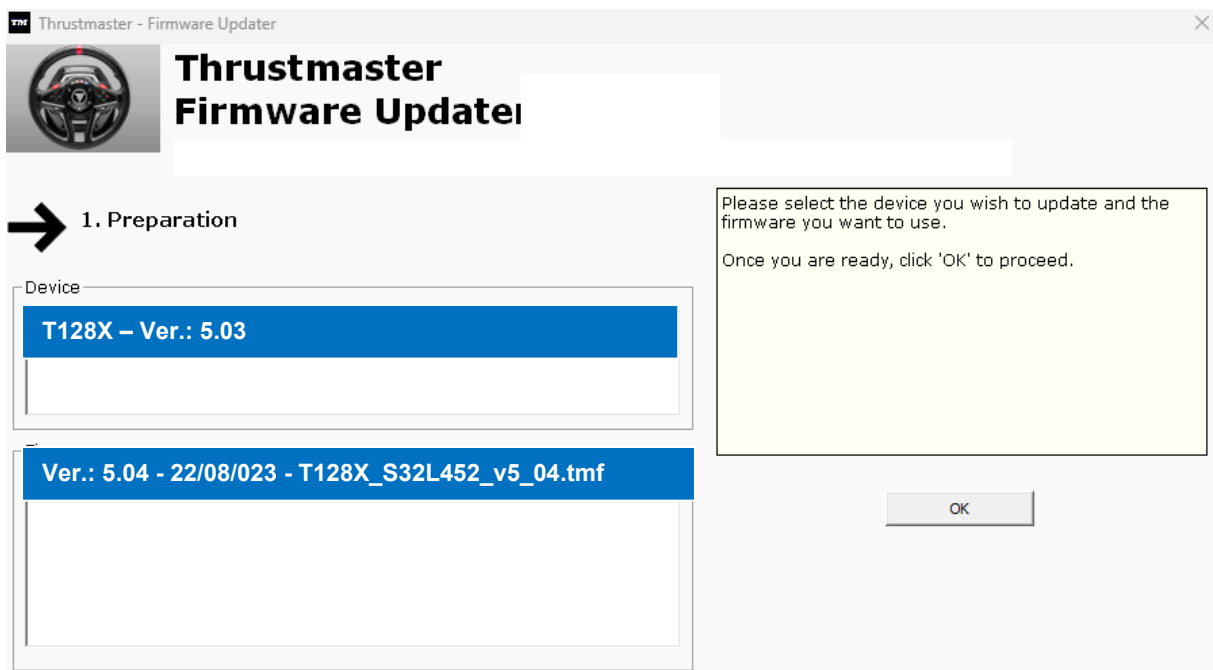 Thrustmaster - Firmware Updater
Thrustmaster
Firmware Updater
1. Preparation
Device
T128X – Ver.: 5.03
Ver.: 5.04 - 22/08/023 - T128X_S32L452_v5_04.tmf
Please select the device you wish to update and the
firmware you want to use.
Once you are ready, click 'OK' to proceed.
OK